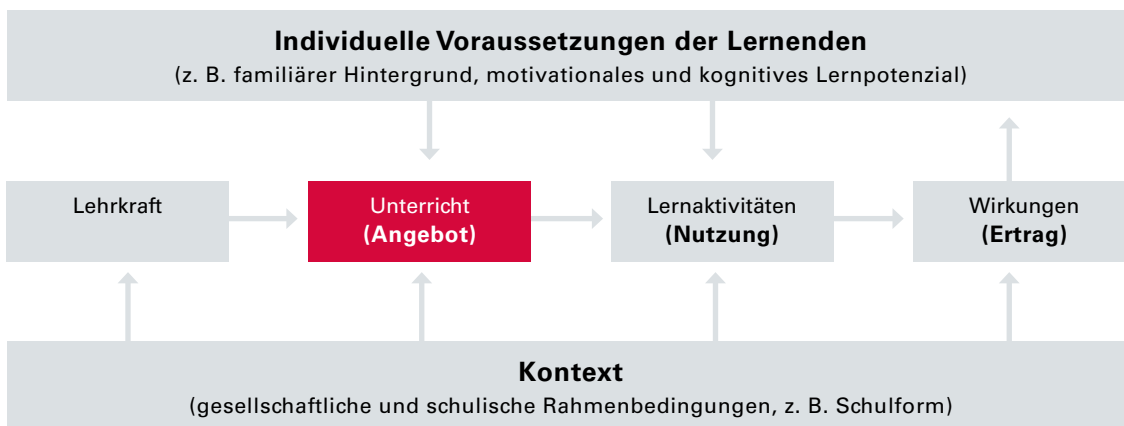 Individuelle Voraussetzungen der Lernenden
(z. B. familiärer Hintergrund, motivationales und kognitives Lernpotenzial)
Lehrkraft
Unterricht
(Angebot)
Lernaktivitäten
(Nutzung)
Wirkungen
(Ertrag)
Kontext
(gesellschaftliche und schulische Rahmenbedingungen, z. B. Schulform)